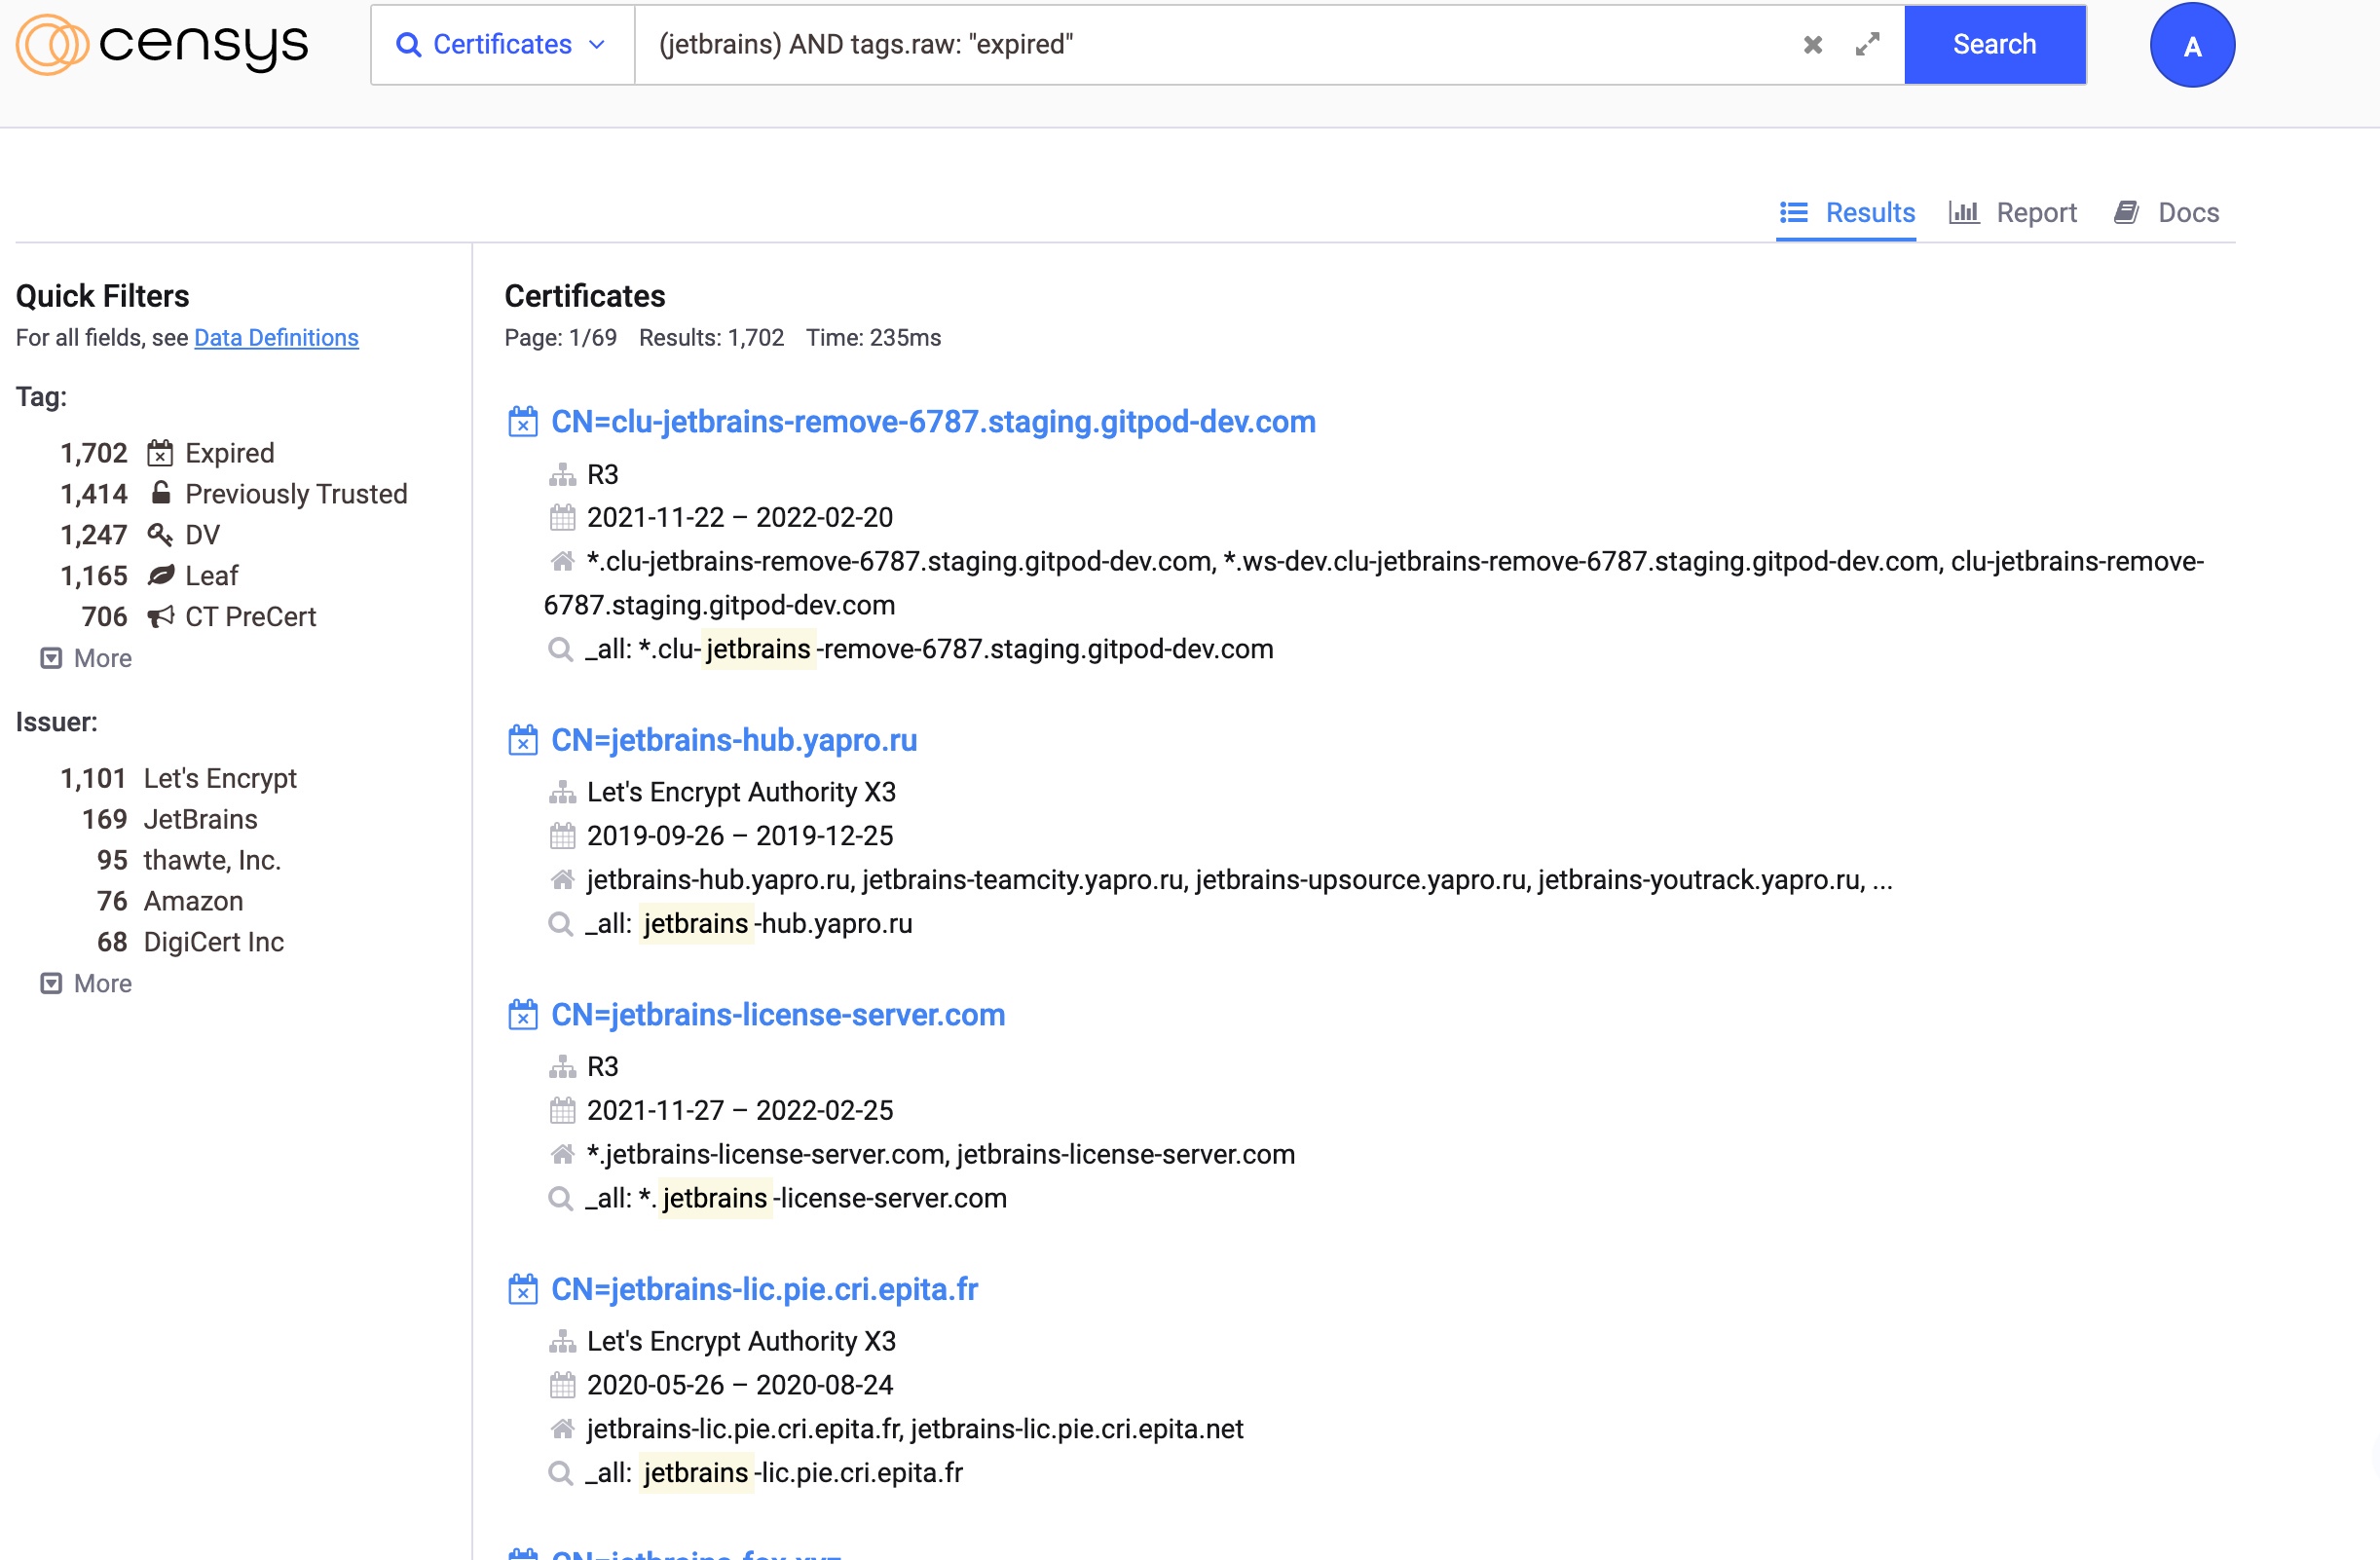 censys
Certificates
(jetbrains) AND tags.raw: "expired"
Search
A
Results
Report
Docs
Quick Filters
For all fields, see Data Definitions
Tag:
1,702 Expired
1,414 Previously Trusted
1,247 DV
1,165 Leaf
706 CT PreCert
More
Issuer:
1,101 Let's Encrypt
169 JetBrains
95 thawte, Inc.
76 Amazon
68 DigiCert Inc
More
Certificates
Page: 1/69 Results: 1,702 Time: 235ms
CN=clu-jetbrains-remove-6787.staging.gitpod-dev.com
R3
2021-11-22 – 2022-02-20
*.clu-jetbrains-remove-6787.staging.gitpod-dev.com, *.ws-dev.clu-jetbrains-remove-6787.staging.gitpod-dev.com, clu-jetbrains-remove-
6787.staging.gitpod-dev.com
_all: *.clu-jetbrains-remove-6787.staging.gitpod-dev.com
CN=jetbrains-hub.yapro.ru
Let's Encrypt Authority X3
2019-09-26 – 2019-12-25
jetbrains-hub.yapro.ru, jetbrains-teamcity.yapro.ru, jetbrains-upsource.yapro.ru, jetbrains-youtrack.yapro.ru, ...
_all: jetbrains-hub.yapro.ru
CN=jetbrains-license-server.com
R3
2021-11-27 – 2022-02-25
*.jetbrains-license-server.com, jetbrains-license-server.com
_all: *.jetbrains-license-server.com
CN=jetbrains-lic.pie.cri.epita.fr
Let's Encrypt Authority X3
2020-05-26 – 2020-08-24
jetbrains-lic.pie.cri.epita.fr, jetbrains-lic.pie.cri.epita.net
_all: jetbrains-lic.pie.cri.epita.fr